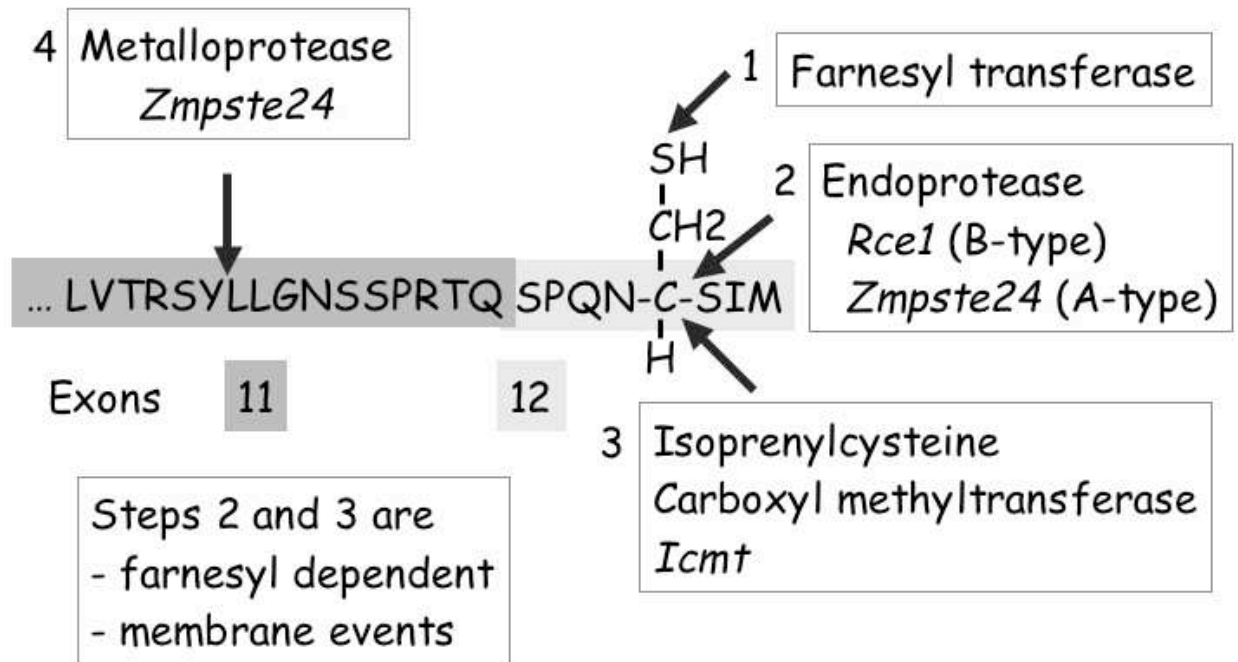 4 Metalloprotease
Zmpste24
1 Farnesyl transferase
SH
CH2
2 Endoprotease
Rce1 (B-type)
Zmpste24 (A-type)
... LVTRSYLLGNSSPRTQ SPQN-C-SIM
H
Exons 11 12
3 Isoprenylcysteine
Carboxyl methyltransferase
Icmt
Steps 2 and 3 are
- farnesyl dependent
- membrane events